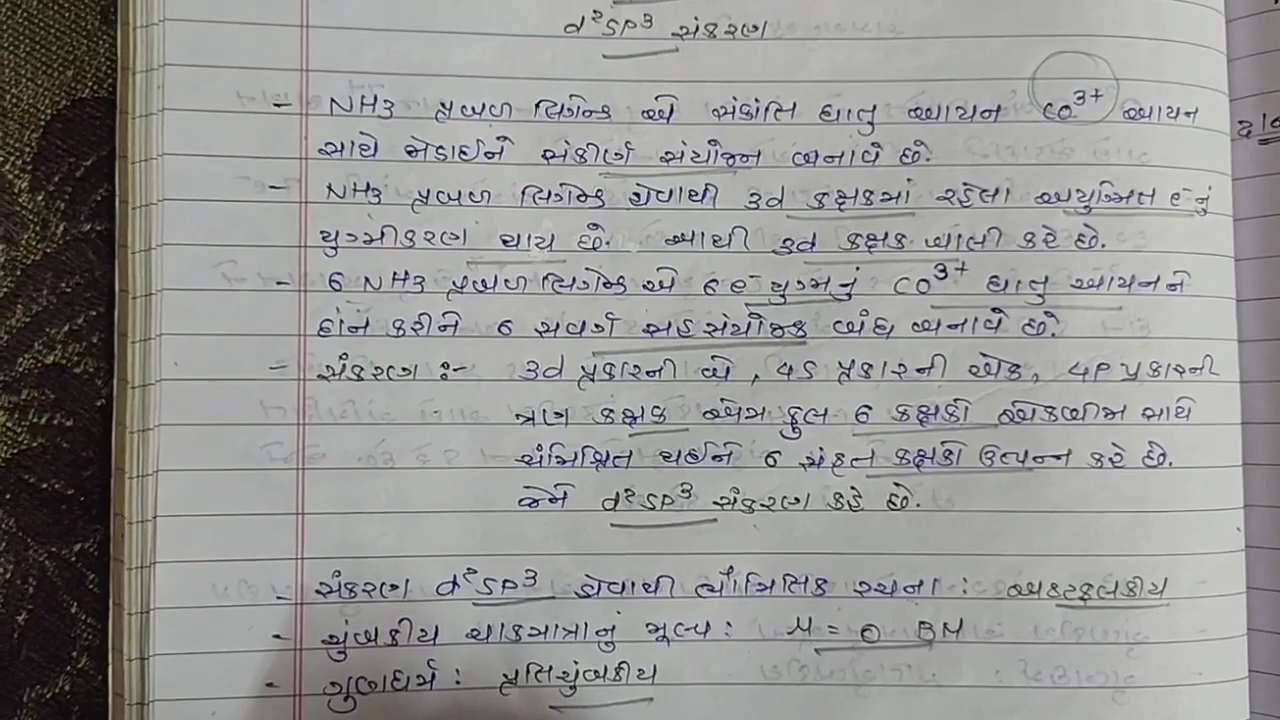 d²sp³ સંકરણ
- NH3 પ્રબળ લિગેન્ડ એ સંક્રાંતિ ધાતુ આયન CO³⁺ આયન
સાથે જોડાઈને સંકીર્ણ સંયોજન બનાવે છે.
- NH3 પ્રબળ લિગેન્ડ હોવાથી 3d કક્ષકમાં રહેલા અયુગ્મિત e⁻નું
યુગ્મીકરણ થાય છે. આથી 3d કક્ષક ખાલી કરે છે.
- 6 NH3 પ્રબળ લિગેન્ડ એ 6 e⁻ યુગ્મનું CO³⁺ ધાતુ આયનને
દાન કરીને 6 સવર્ગ સહસંયોજક બંધ બનાવે છે.
- સંકરણ :- 3d પ્રકારની બે, 4S પ્રકારની એક, 4P પ્રકારની
ત્રણ કક્ષક એમ કુલ 6 કક્ષકો એકબીજા સાથે
સંમિશ્રિત થઈને 6 સંકૃત કક્ષકો ઉત્પન્ન કરે છે.
જેને d²sp³ સંકરણ કહે છે.
- સંકરણ d²sp³ હોવાથી ભૌમિતિક રચના : અષ્ટફલકીય
- ચુંબકીય ચાકમાત્રાનું મૂલ્ય : μ = 0 BM
- ગુણધર્મ : પ્રતિચુંબકીય